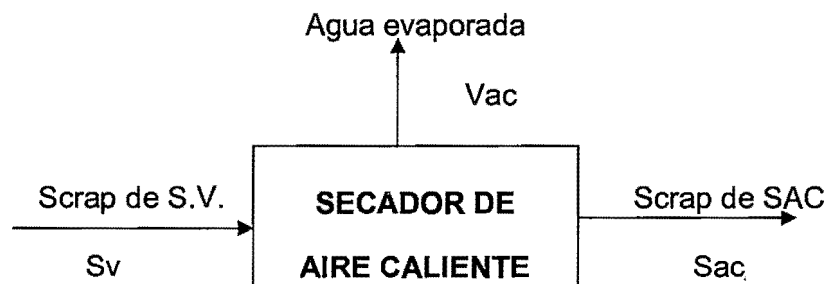 Agua evaporada
Vac
Scrap de S.V.
SECADOR DE
Scrap de SAC
Sv
AIRE CALIENTE
Sac